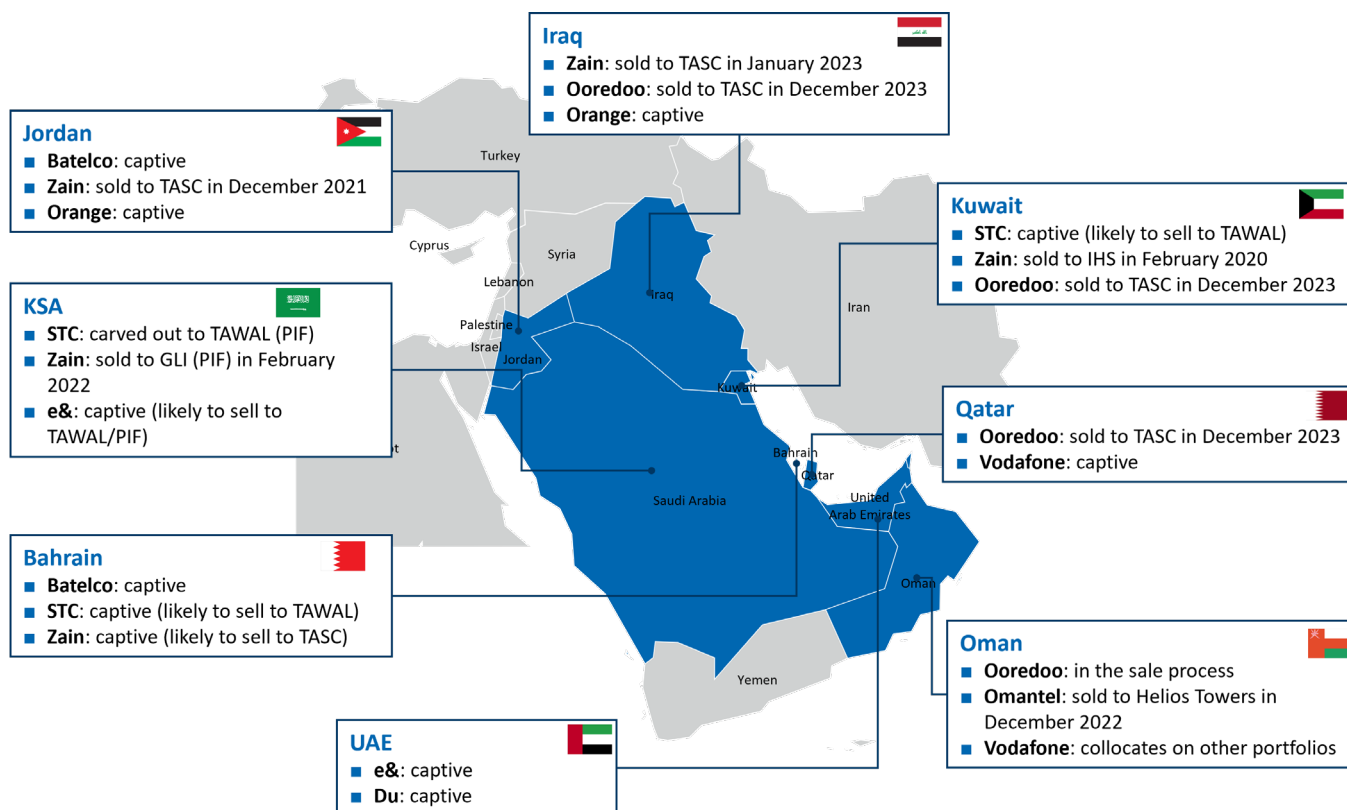 Iraq
Zain: sold to TASC in January 2023
Ooredoo: sold to TASC in December 2023
Orange: captive
Jordan
Batelco: captive
Zain: sold to TASC in December 2021
Orange: captive
Kuwait
STC: captive (likely to sell to TAWAL)
Zain: sold to IHS in February 2020
Ooredoo: sold to TASC in December 2023
KSA
STC: carved out to TAWAL (PIF)
Zain: sold to GLI (PIF) in February
2022
e&: captive (likely to sell to
TAWAL/PIF)
Qatar
Ooredoo: sold to TASC in December 2023
Vodafone: captive
Bahrain
Batelco: captive
STC: captive (likely to sell to TAWAL)
Zain: captive (likely to sell to TASC)
Oman
Ooredoo: in the sale process
Omantel: sold to Helios Towers in
December 2022
Vodafone: collocates on other portfolios
UAE
e&: captive
Du: captive
Turkey
Cyprus
Syria
Lebanon
Iraq
Iran
Palestine
Israel
Jordan
Kuwait
Bahrain
Qatar
Saudi Arabia
United
Arab Emirates
Oman
Yemen